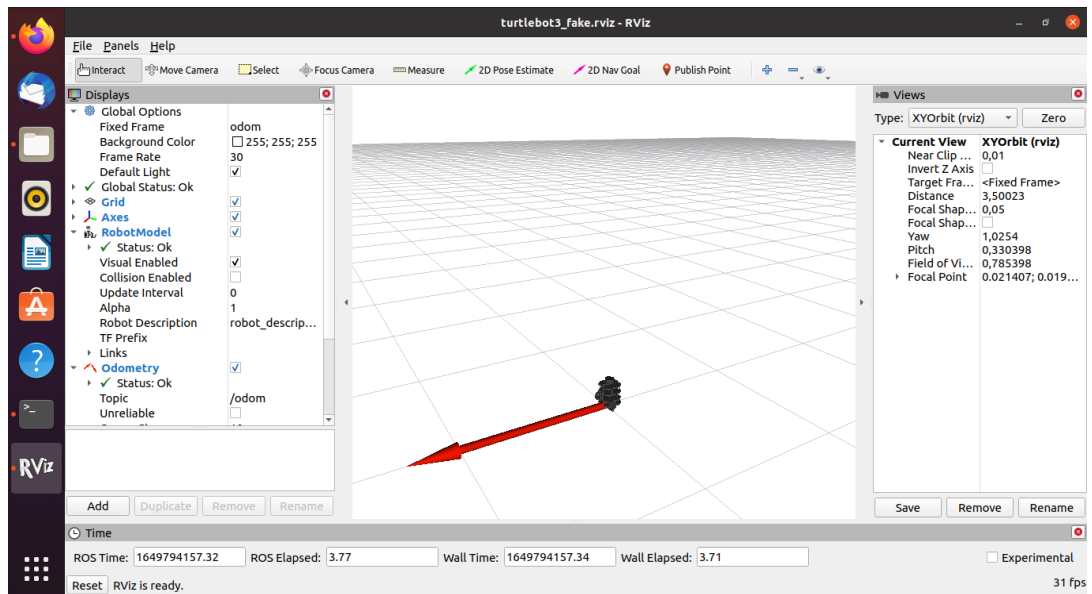 turtlebot3_fake.rviz - RViz
File Panels Help
Interact Move Camera Select Focus Camera Measure 2D Pose Estimate 2D Nav Goal Publish Point
Displays
Global Options
Fixed Frame odom
Background Color 255; 255; 255
Frame Rate 30
Default Light
Global Status: Ok
Grid
Axes
RobotModel
Status: Ok
Visual Enabled
Collision Enabled
Update Interval 0
Alpha 1
Robot Description robot_descrip...
TF Prefix
Links
Odometry
Status: Ok
Topic /odom
Unreliable
Add Duplicate Remove Rename
Views
Type: XYOrbit (rviz) Zero
Current View XYOrbit (rviz)
Near Clip ... 0,01
Invert Z Axis
Target Fra... <Fixed Frame>
Distance 3,50023
Focal Shap... 0,05
Focal Shap...
Yaw 1,0254
Pitch 0,330398
Field of Vi... 0,785398
Focal Point 0.021407; 0.019...
Save Remove Rename
RViz
Time
ROS Time: 1649794157.32 ROS Elapsed: 3.77 Wall Time: 1649794157.34 Wall Elapsed: 3.71 Experimental
Reset RViz is ready. 31 fps